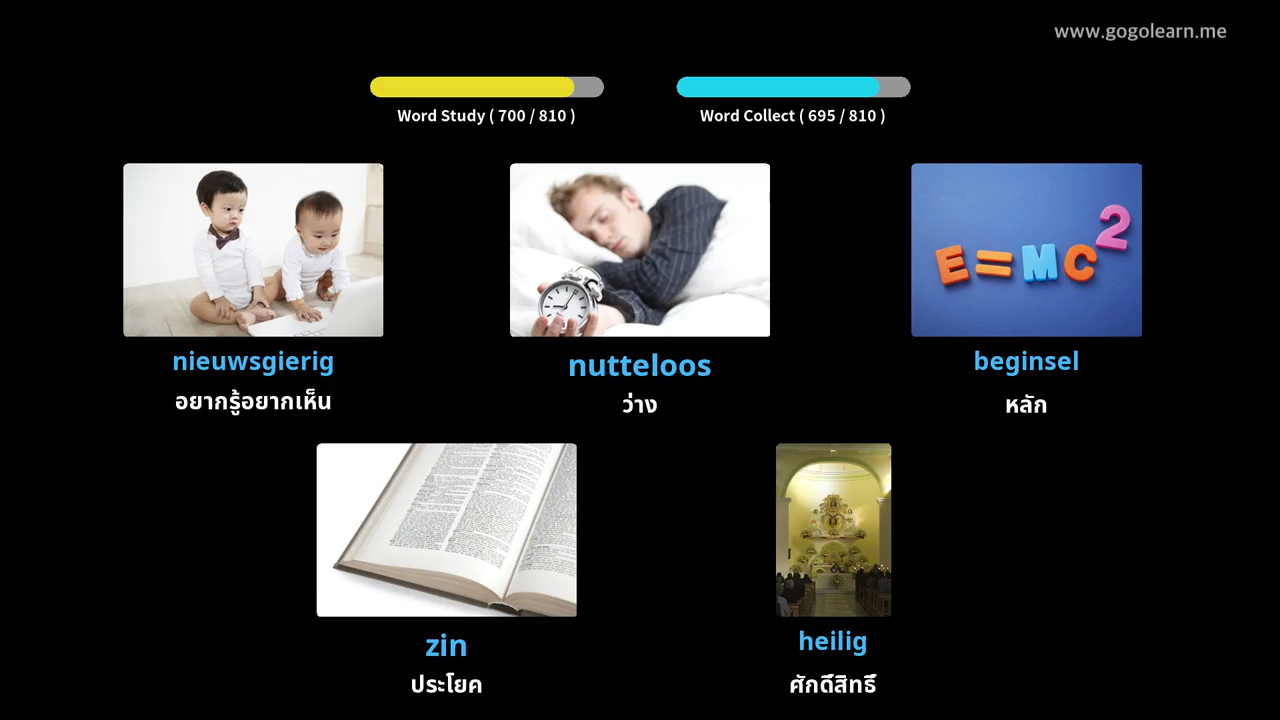 www.gogolearn.me
Word Study ( 700 / 810 )
Word Collect ( 695 / 810 )
E=MC2
nieuwsgierig
nutteloos
beginsel
อยากรู้อยากเห็น
ว่าง
หลัก
zin
heilig
ประโยค
ศักดิ์สิทธิ์